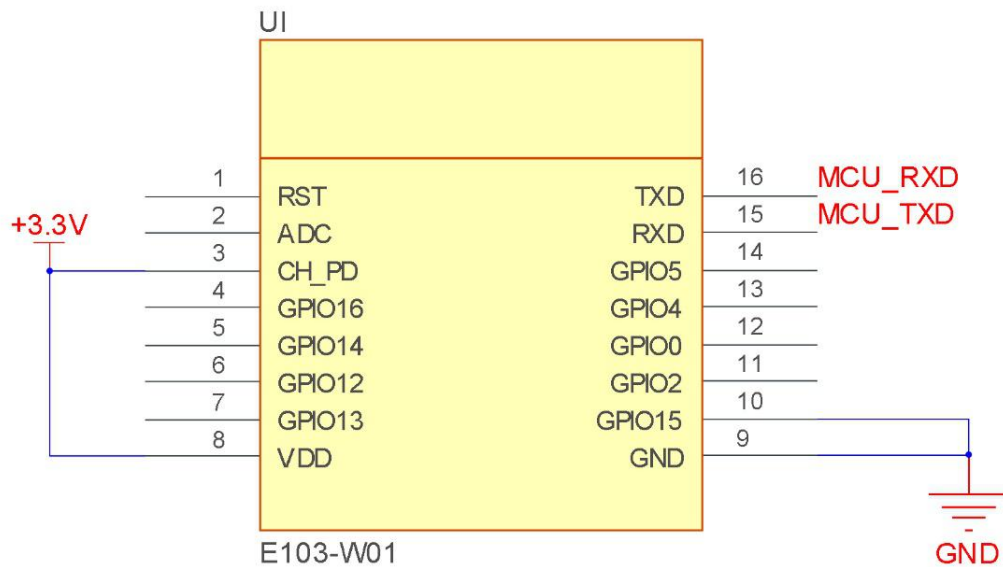 UI
1 RST TXD 16 MCU_RXD
2 ADC RXD 15 MCU_TXD
+3.3V
3 CH_PD GPIO5 14
4 GPIO16 GPIO4 13
5 GPIO14 GPIO0 12
6 GPIO12 GPIO2 11
7 GPIO13 GPIO15 10
8 VDD GND 9
E103-W01
GND